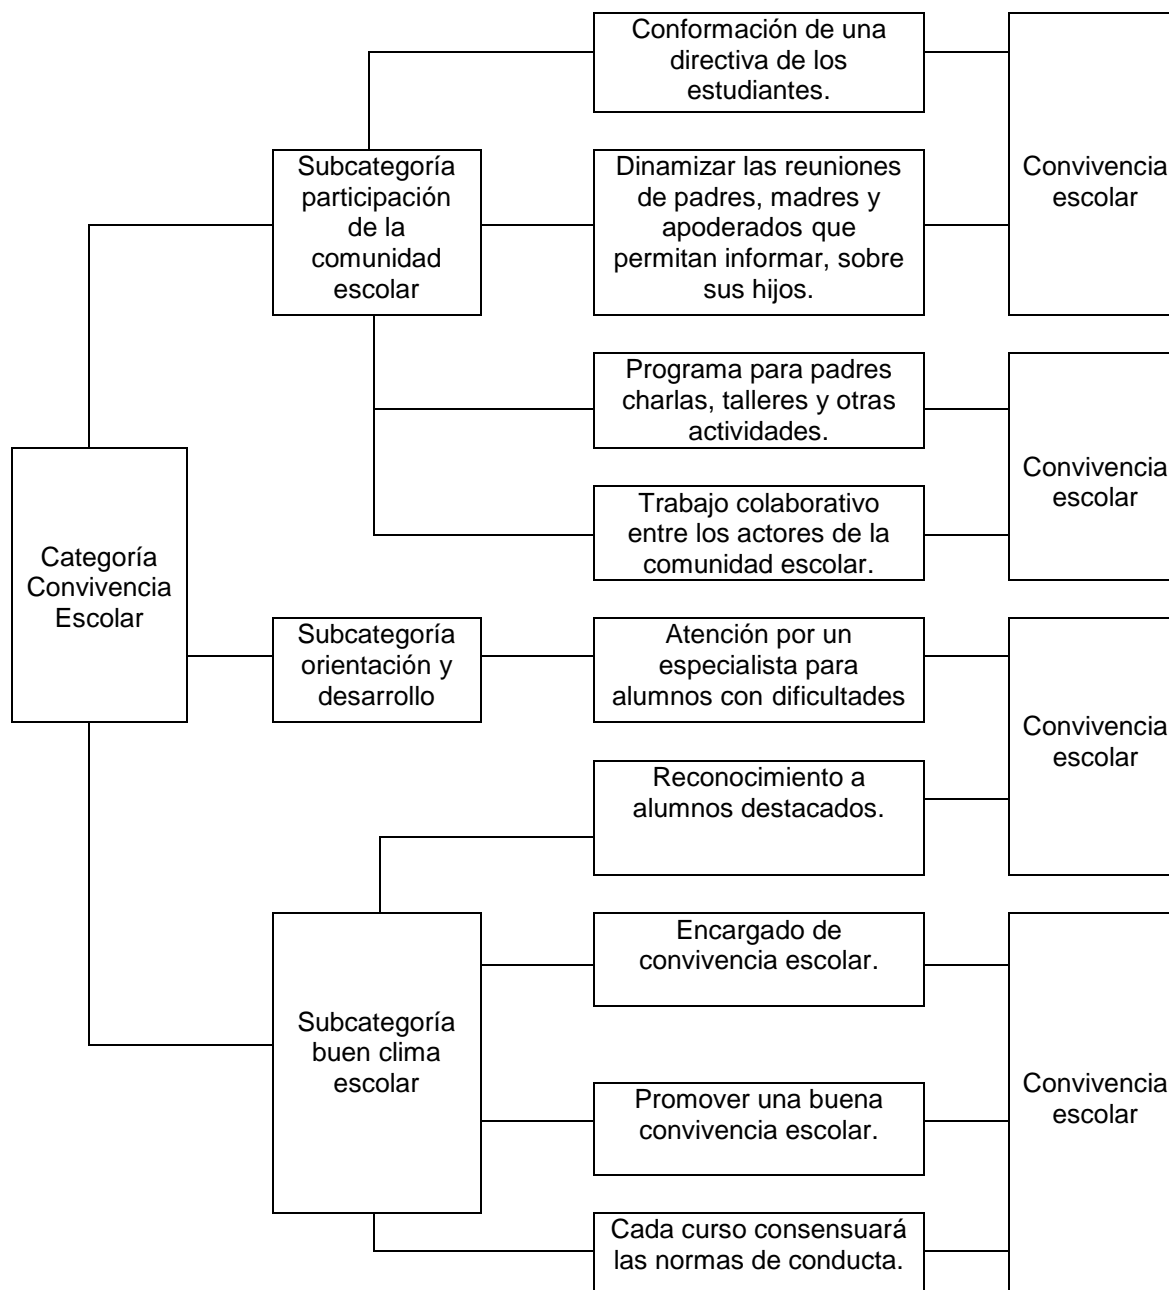 Conformación de una
directiva de los
estudiantes.
Subcategoría
participación
de la
comunidad
escolar
Dinamizar las reuniones
de padres, madres y
apoderados que
permitan informar, sobre
sus hijos.
Convivencia
escolar
Programa para padres
charlas, talleres y otras
actividades.
Trabajo colaborativo
entre los actores de la
comunidad escolar.
Convivencia
escolar
Categoría
Convivencia
Escolar
Subcategoría
orientación y
desarrollo
Atención por un
especialista para
alumnos con dificultades
Reconocimiento a
alumnos destacados.
Convivencia
escolar
Subcategoría
buen clima
escolar
Encargado de
convivencia escolar.
Promover una buena
convivencia escolar.
Cada curso consensuará
las normas de conducta.
Convivencia
escolar